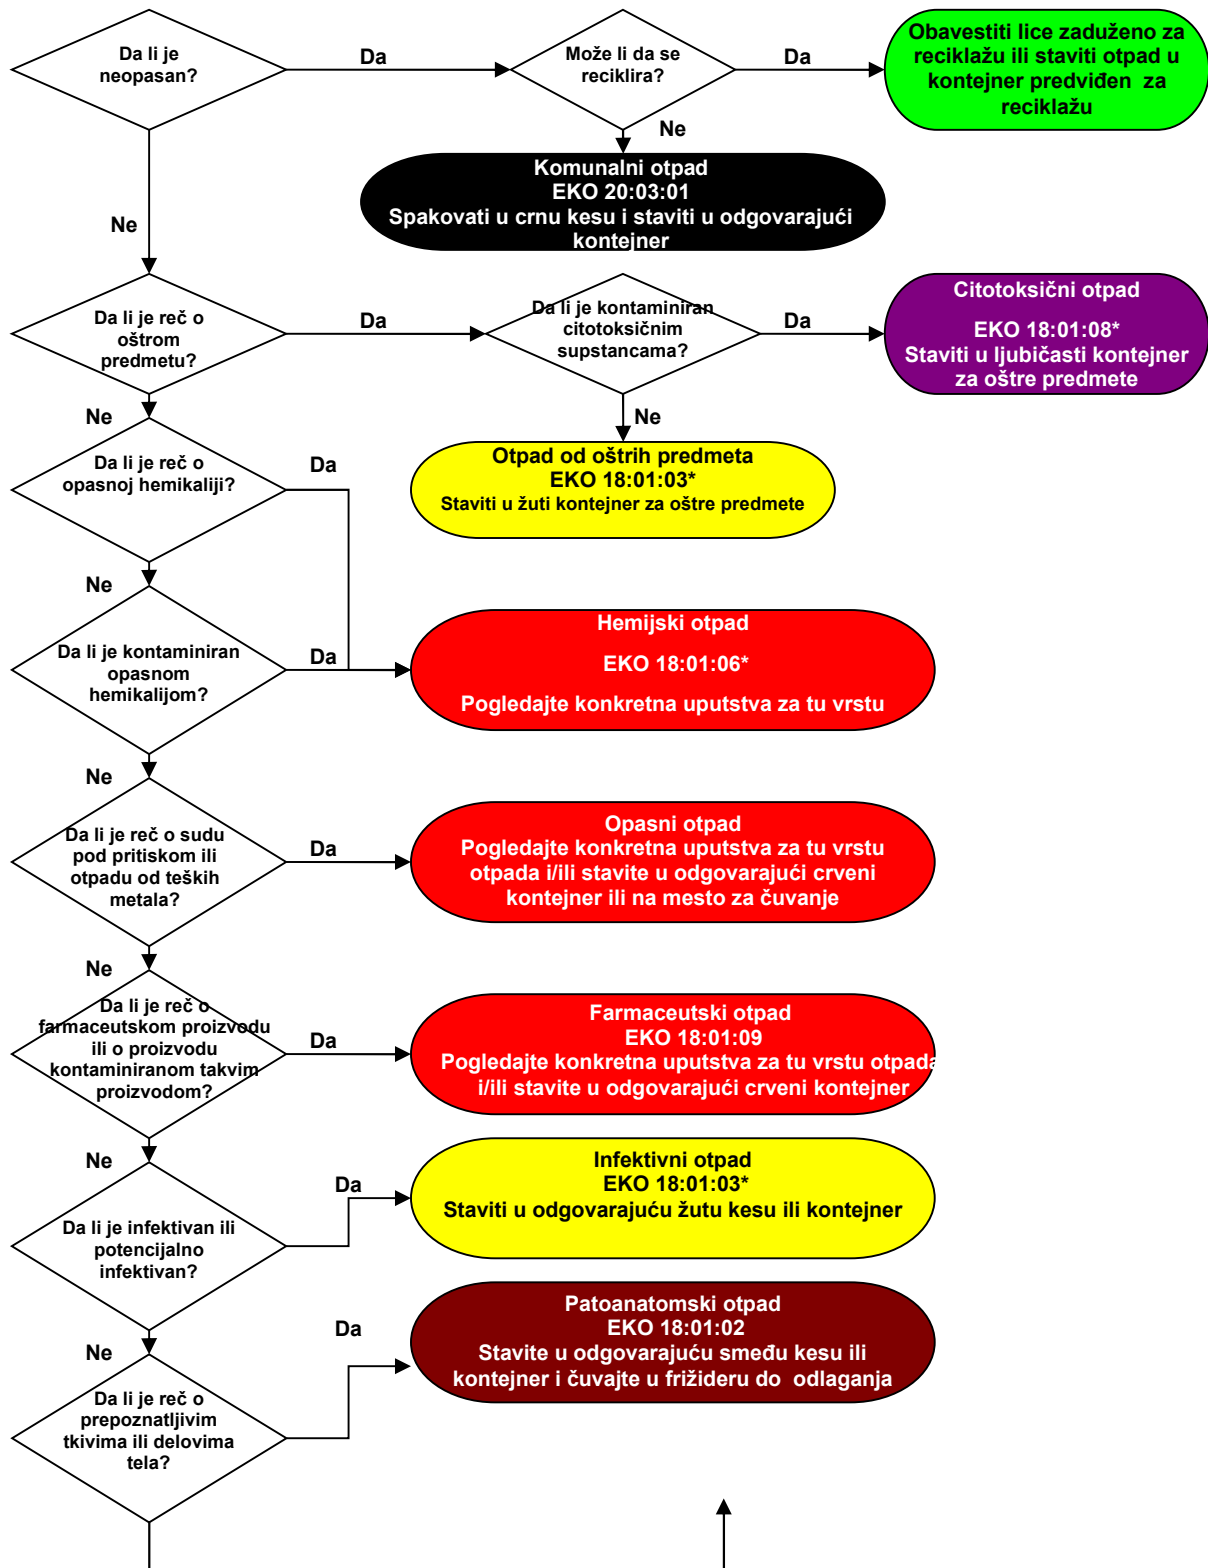 Da li je
neopasan?
Da
Može li da se
reciklira?
Da
Obavestiti lice zaduženo za
reciklažu ili staviti otpad u
kontejner predviđen za
reciklažu
Ne
Komunalni otpad
EKO 20:03:01
Spakovati u crnu kesu i staviti u odgovarajući
kontejner
Ne
Da li je reč o
oštrom
predmetu?
Da
Da li je kontaminiran
citotoksičnim
supstancama?
Da
Citotoksični otpad
EKO 18:01:08*
Staviti u ljubičasti kontejner
za oštre predmete
Ne
Ne
Otpad od oštrih predmeta
EKO 18:01:03*
Staviti u žuti kontejner za oštre predmete
Da li je reč o
opasnoj hemikaliji?
Da
Ne
Da li je kontaminiran
opasnom
hemikalijom?
Da
Hemijski otpad
EKO 18:01:06*
Pogledajte konkretna uputstva za tu vrstu
Ne
Da li je reč o sudu
pod pritiskom ili
otpadu od teških
metala?
Da
Opasni otpad
Pogledajte konkretna uputstva za tu vrstu
otpada i/ili stavite u odgovarajući crveni
kontejner ili na mesto za čuvanje
Ne
Da li je reč o
farmaceutskom proizvodu
ili o proizvodu
kontaminiranom takvim
proizvodom?
Da
Farmaceutski otpad
EKO 18:01:09
Pogledajte konkretna uputstva za tu vrstu otpada
i/ili stavite u odgovarajući crveni kontejner
Ne
Da li je infektivan ili
potencijalno
infektivan?
Da
Infektivni otpad
EKO 18:01:03*
Staviti u odgovarajuću žutu kesu ili kontejner
Ne
Da li je reč o
prepoznatljivim
tkivima ili delovima
tela?
Da
Patoanatomski otpad
EKO 18:01:02
Stavite u odgovarajuću smeđu kesu ili
kontejner i čuvajte u frižideru do odlaganja